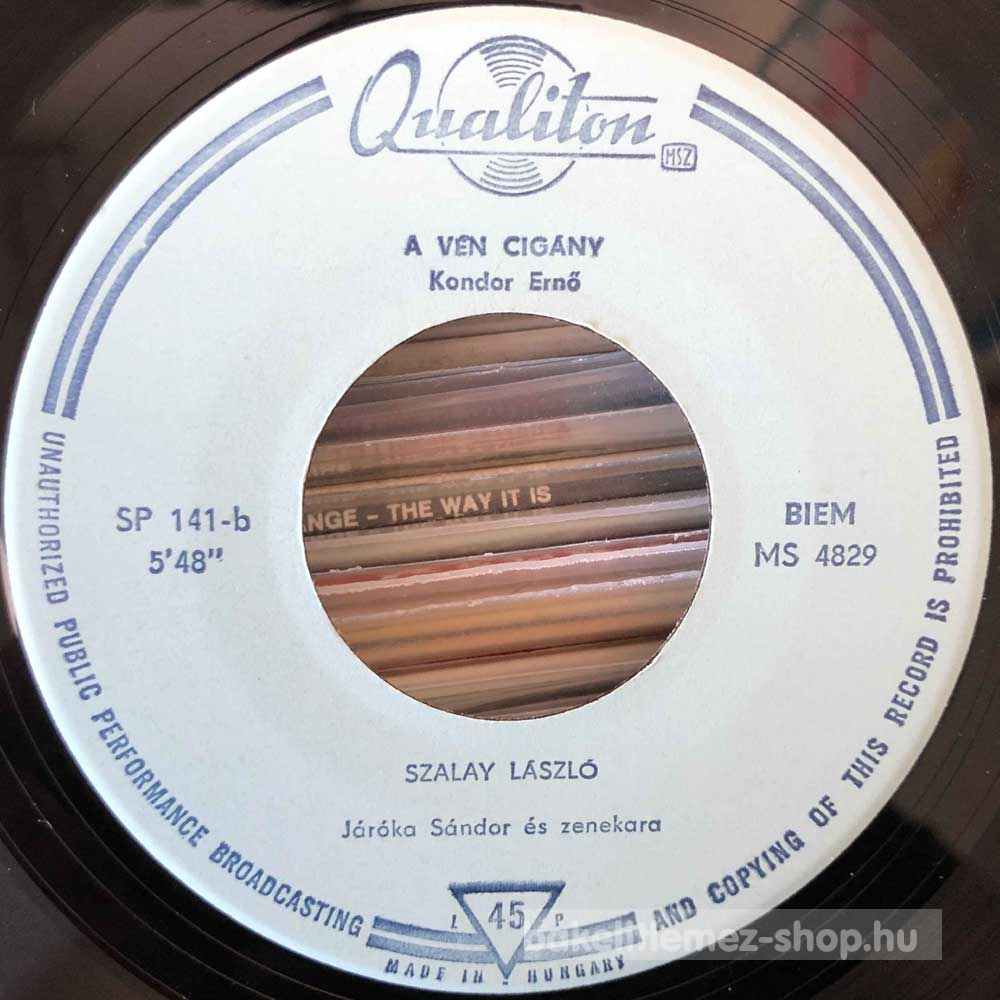 Qualiton
MSZ
A VÉN CIGÁNY
Kondor Ernő
SP 141-b
5'48"
BIEM
MS 4829
ANGE – THE WAY IT IS
SZALAY LÁSZLÓ
Járóka Sándor és zenekara
UNAUTHORIZED PUBLIC PERFORMANCE BROADCASTING AND COPYING OF THIS RECORD IS PROHIBITED
L 45 P
MADE IN HUNGARY
bakelitlemez-shop.hu